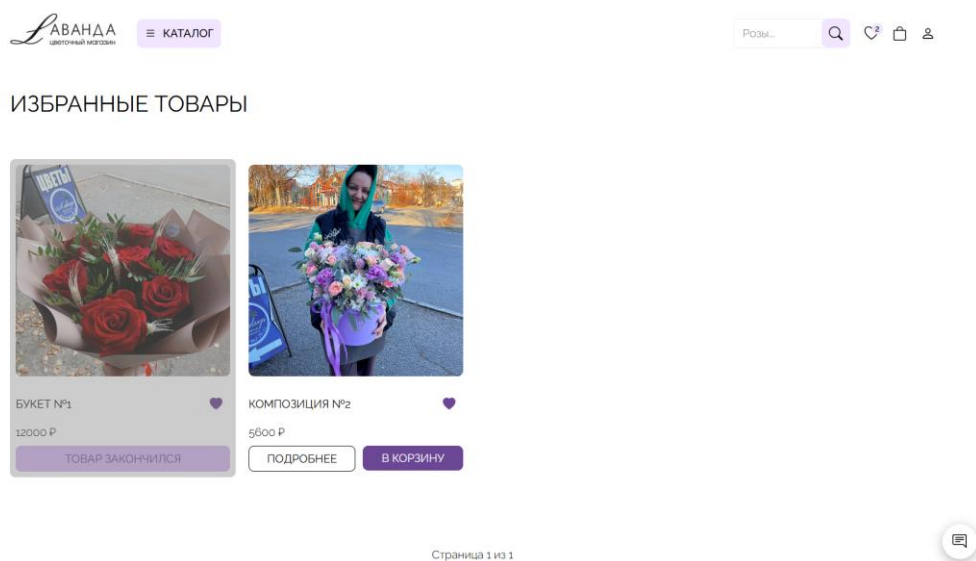 ЛАВАНДА
цветочный магазин
КАТАЛОГ
Розы...
2
ИЗБРАННЫЕ ТОВАРЫ
ЦВЕТЫ
БУКЕТ №1
12000 ₽
ТОВАР ЗАКОНЧИЛСЯ
КОМПОЗИЦИЯ №2
5600 ₽
ПОДРОБНЕЕ
В КОРЗИНУ
Страница 1 из 1